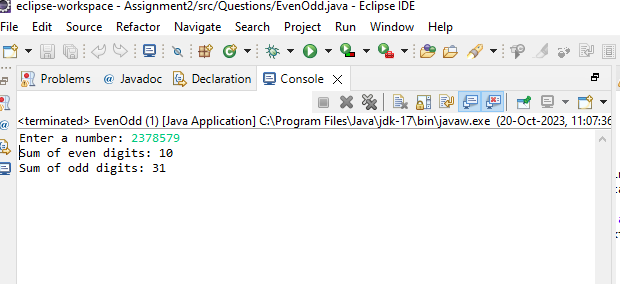 eclipse-workspace - Assignment2/src/Questions/EvenOdd.java - Eclipse IDE
File Edit Source Refactor Navigate Search Project Run Window Help
Problems @ Javadoc Declaration Console
<terminated> EvenOdd (1) [Java Application] C:\Program Files\Java\jdk-17\bin\javaw.exe (20-Oct-2023, 11:07:36
Enter a number: 2378579
Sum of even digits: 10
Sum of odd digits: 31